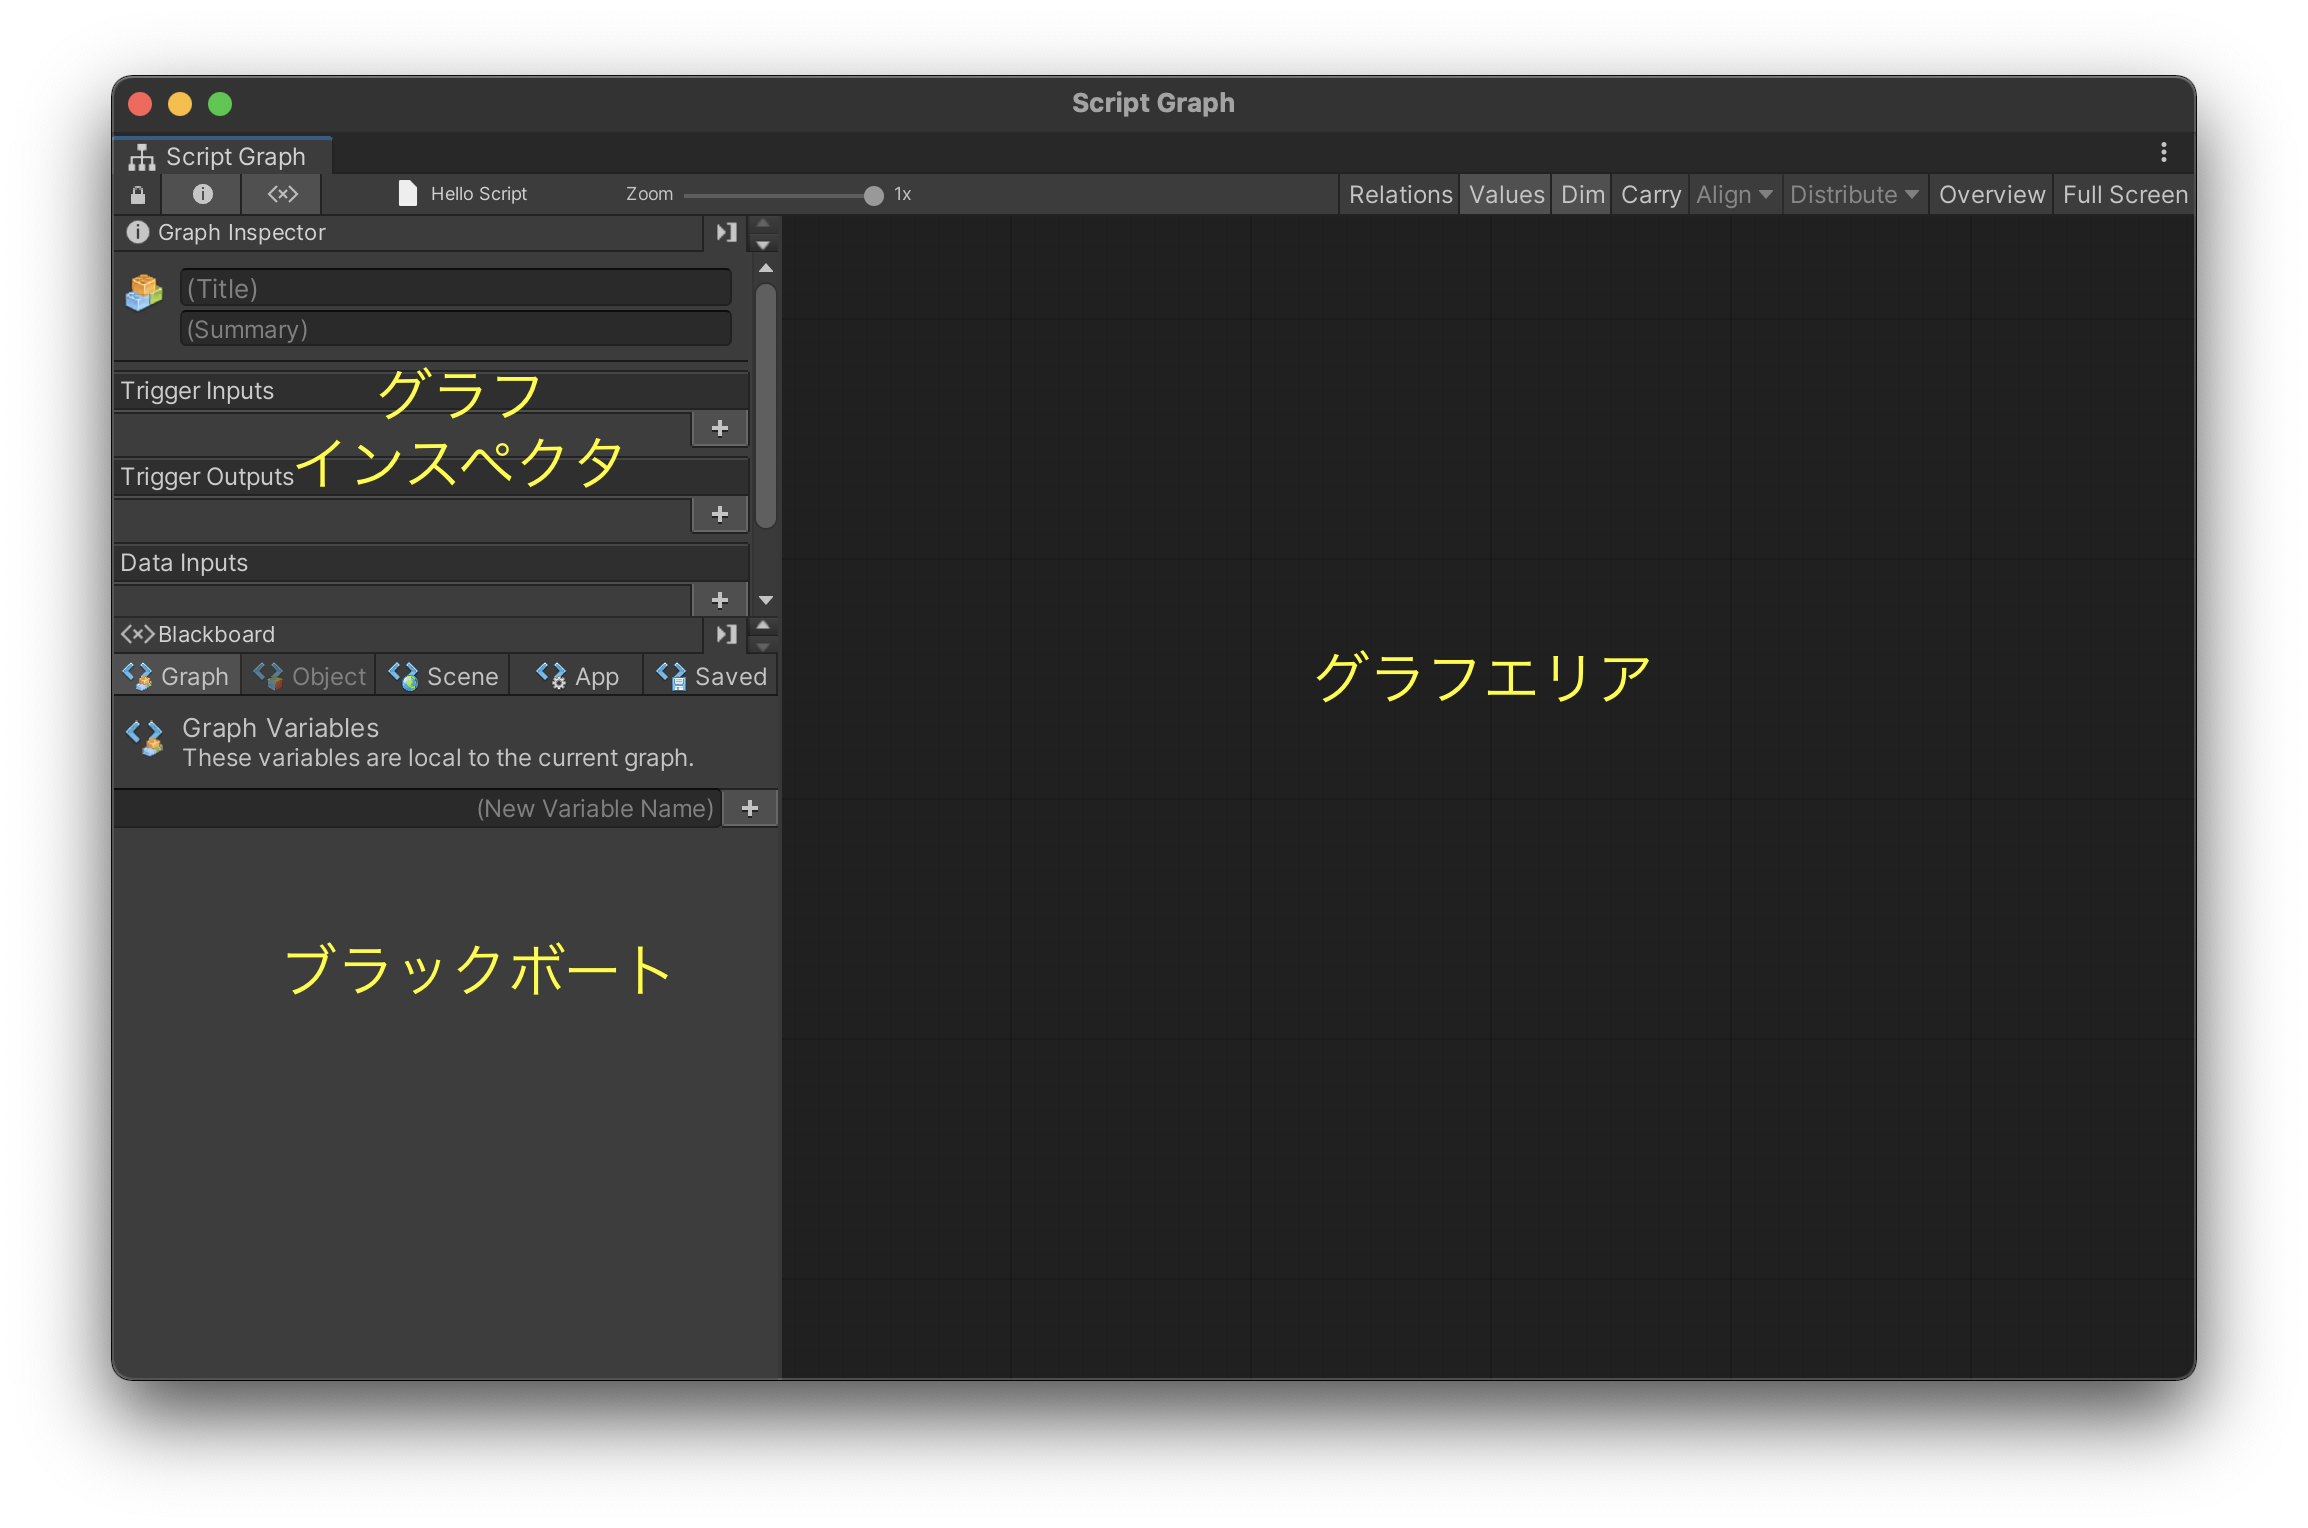 Script Graph
Script Graph
Hello Script Zoom 1x Relations Values Dim Carry Align Distribute Overview Full Screen
Graph Inspector
(Title)
(Summary)
Trigger Inputs
グラフ
インスペクタ
Trigger Outputs
Data Inputs
Blackboard
Graph Object Scene App Saved
Graph Variables
These variables are local to the current graph.
(New Variable Name)
ブラックボート
グラフエリア